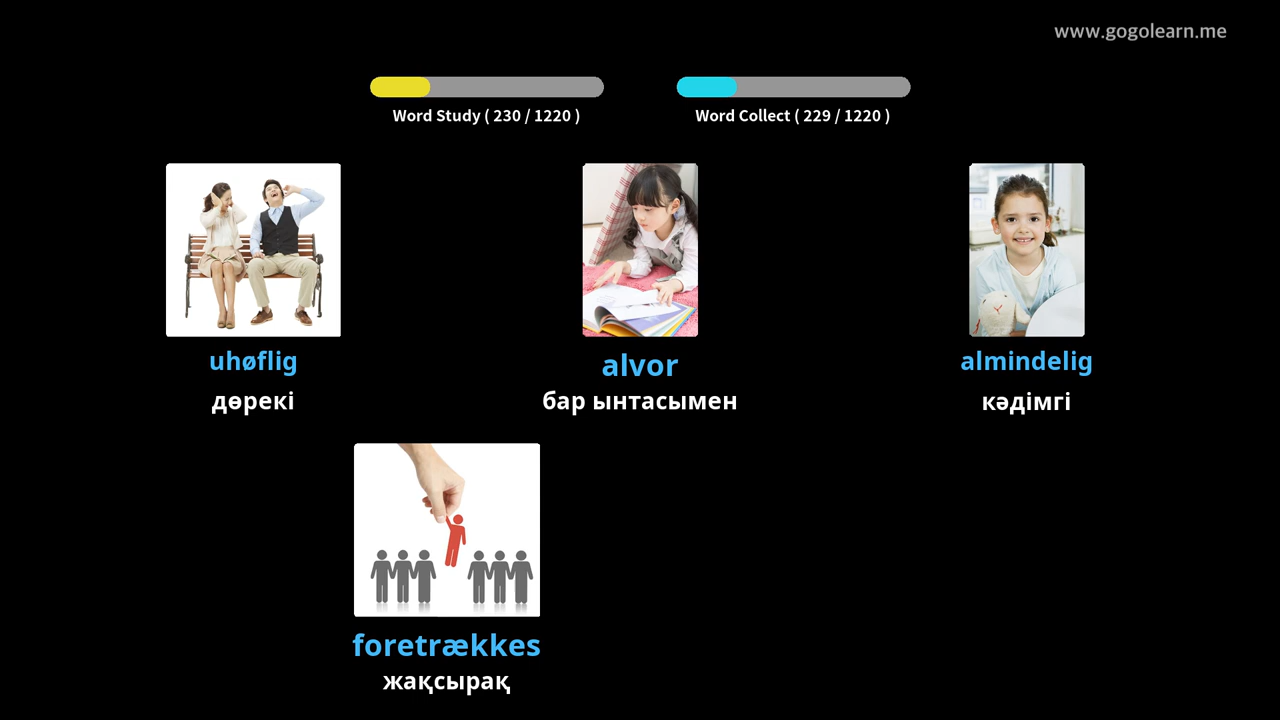 www.gogolearn.me
Word Study ( 230 / 1220 )
Word Collect ( 229 / 1220 )
uhøflig
дөрекі
alvor
бар ынтасымен
almindelig
кәдімгі
foretrækkes
жақсырақ